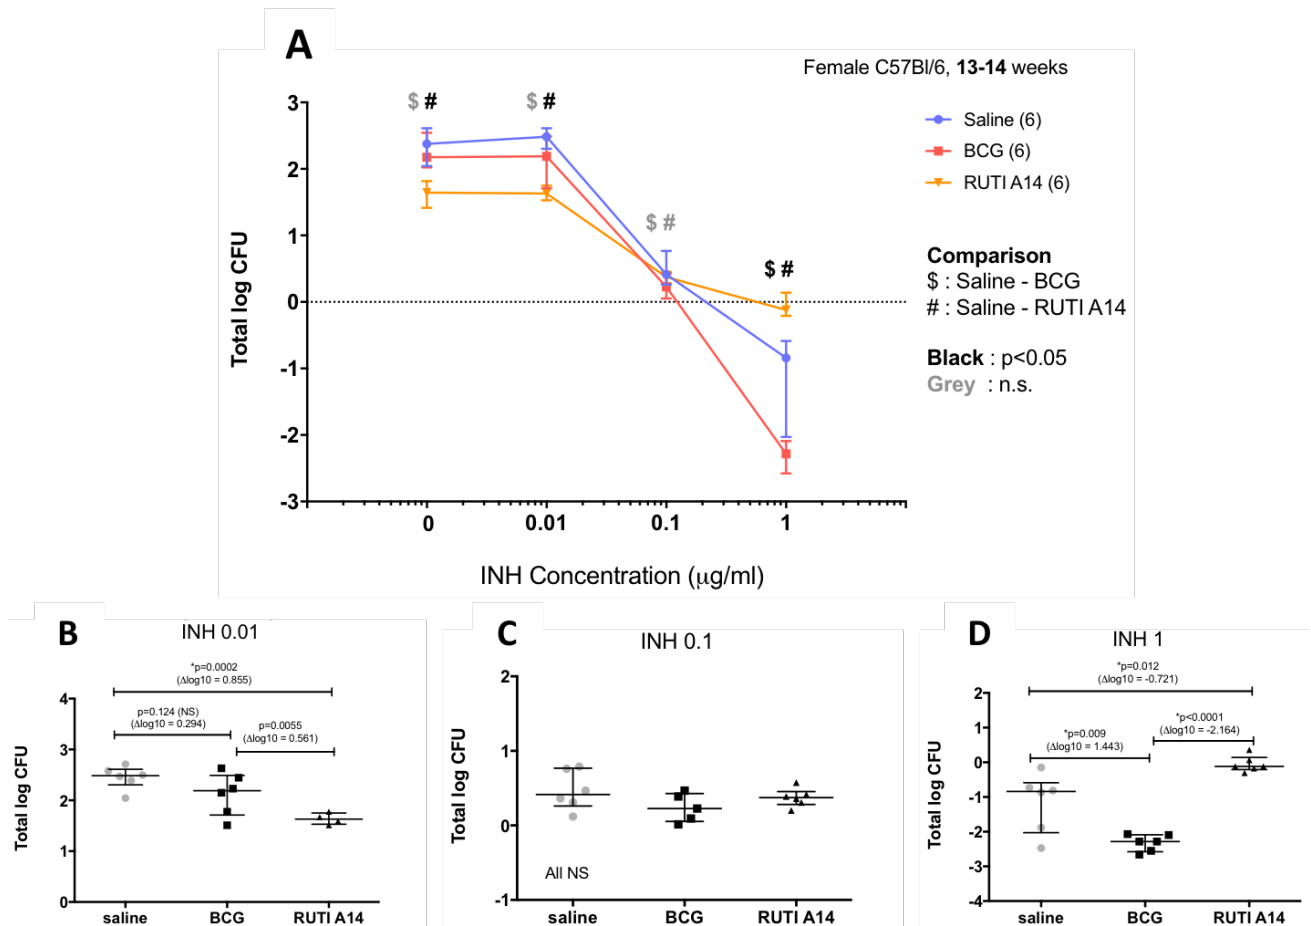 A
Female C57Bl/6, 13-14 weeks
$ #
$ #
$ #
$ #
Saline (6)
BCG (6)
RUTI A14 (6)
Comparison
$ : Saline - BCG
# : Saline - RUTI A14
Black : p<0.05
Grey : n.s.
Total log CFU
3
2
1
0
-1
-2
-3
0
0.01
0.1
1
INH Concentration (μg/ml)
B
INH 0.01
*p=0.0002
(Δlog10 = 0.855)
p=0.124 (NS)
(Δlog10 = 0.294)
p=0.0055
(Δlog10 = 0.561)
Total log CFU
4
3
2
1
0
saline
BCG
RUTI A14
C
INH 0.1
Total log CFU
2
1
0
-1
All NS
saline
BCG
RUTI A14
D
INH 1
*p=0.012
(Δlog10 = -0.721)
*p<0.0001
(Δlog10 = -2.164)
*p=0.009
(Δlog10 = 1.443)
Total log CFU
2
1
0
-1
-2
-3
-4
saline
BCG
RUTI A14